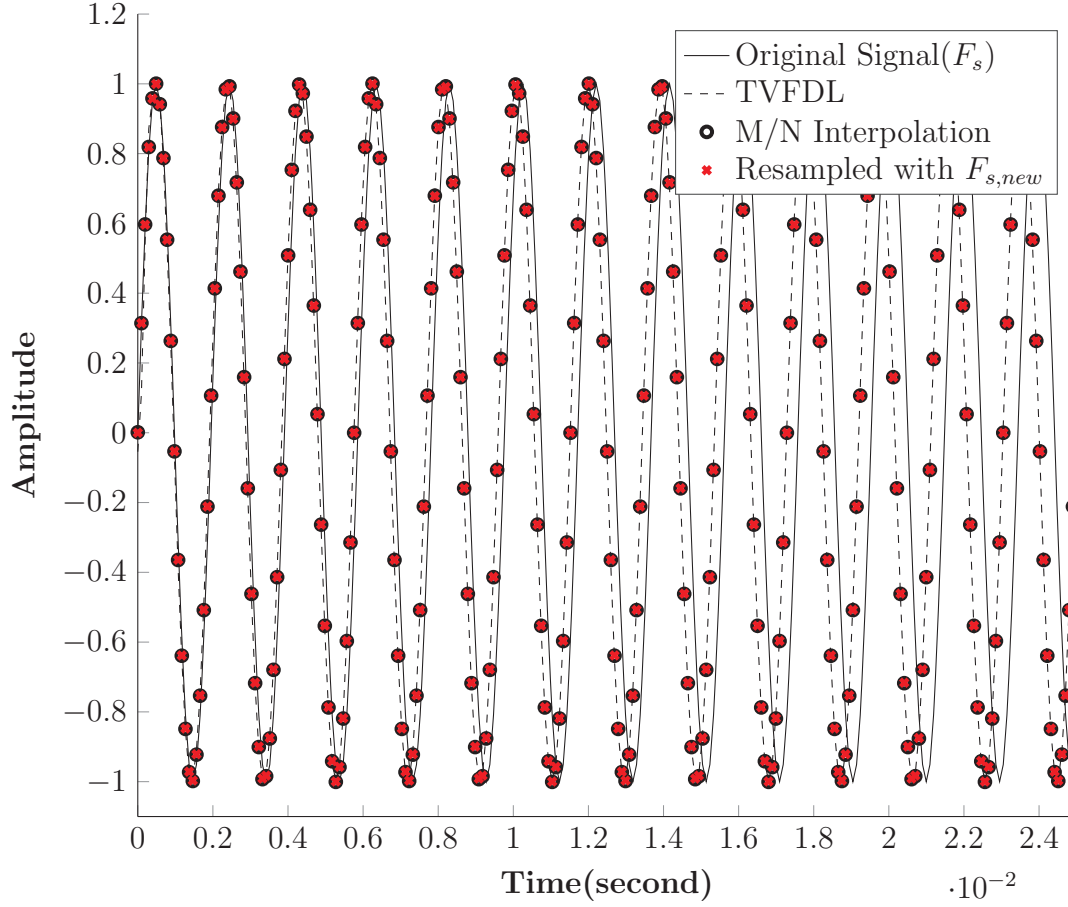 1.2
1
0.8
0.6
0.4
0.2
0
−0.2
−0.4
−0.6
−0.8
−1
Amplitude
Original Signal(F_s)
TVFDL
M/N Interpolation
Resampled with F_{s,new}
0 0.2 0.4 0.6 0.8 1 1.2 1.4 1.6 1.8 2 2.2 2.4
Time(second)
·10^{−2}